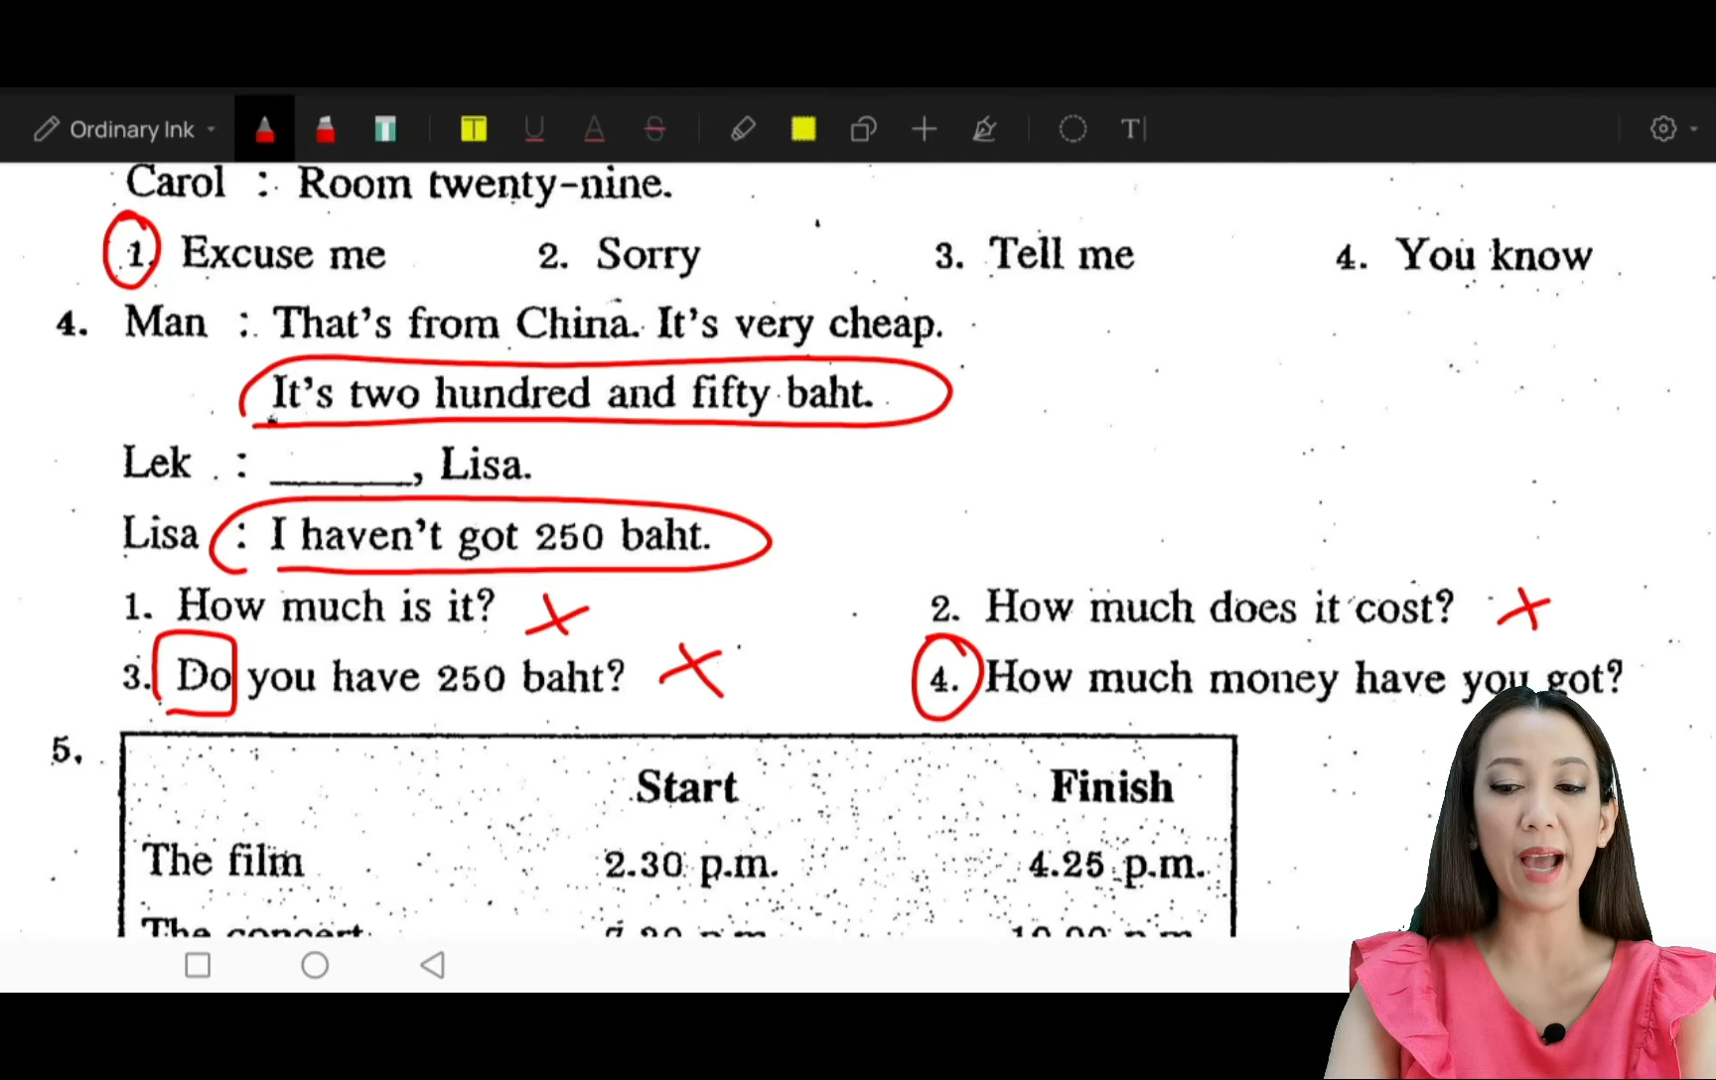 Ordinary Ink
Carol : Room twenty-nine.
1. Excuse me 2. Sorry 3. Tell me 4. You know
4. Man : That's from China. It's very cheap.
It's two hundred and fifty baht.
Lek : ______, Lisa.
Lisa : I haven't got 250 baht.
1. How much is it? 2. How much does it cost?
3. Do you have 250 baht? 4. How much money have you got?
5.
Start Finish
The film 2.30 p.m. 4.25 p.m.
The concert